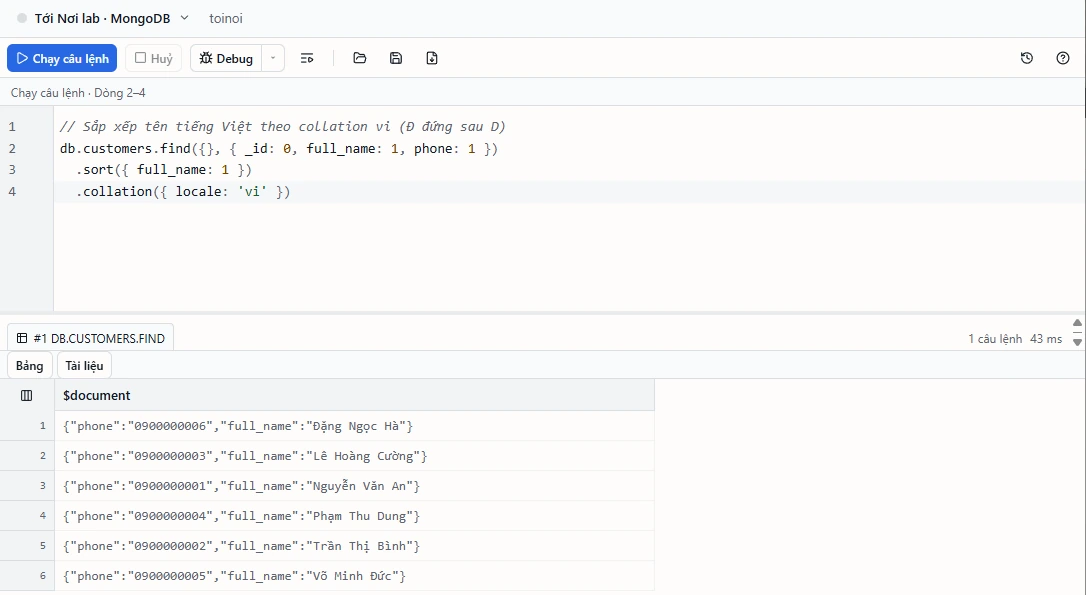 Tới Nơi lab · MongoDB toinoi
Chạy câu lệnh Huỷ Debug
Chạy câu lệnh · Dòng 2–4
1 // Sắp xếp tên tiếng Việt theo collation vi (Đ đứng sau D)
2 db.customers.find({}, { _id: 0, full_name: 1, phone: 1 })
3 .sort({ full_name: 1 })
4 .collation({ locale: 'vi' })
#1 DB.CUSTOMERS.FIND 1 câu lệnh 43 ms
Bảng Tài liệu
$document
1 {"phone":"0900000006","full_name":"Đặng Ngọc Hà"}
2 {"phone":"0900000003","full_name":"Lê Hoàng Cường"}
3 {"phone":"0900000001","full_name":"Nguyễn Văn An"}
4 {"phone":"0900000004","full_name":"Phạm Thu Dung"}
5 {"phone":"0900000002","full_name":"Trần Thị Bình"}
6 {"phone":"0900000005","full_name":"Võ Minh Đức"}